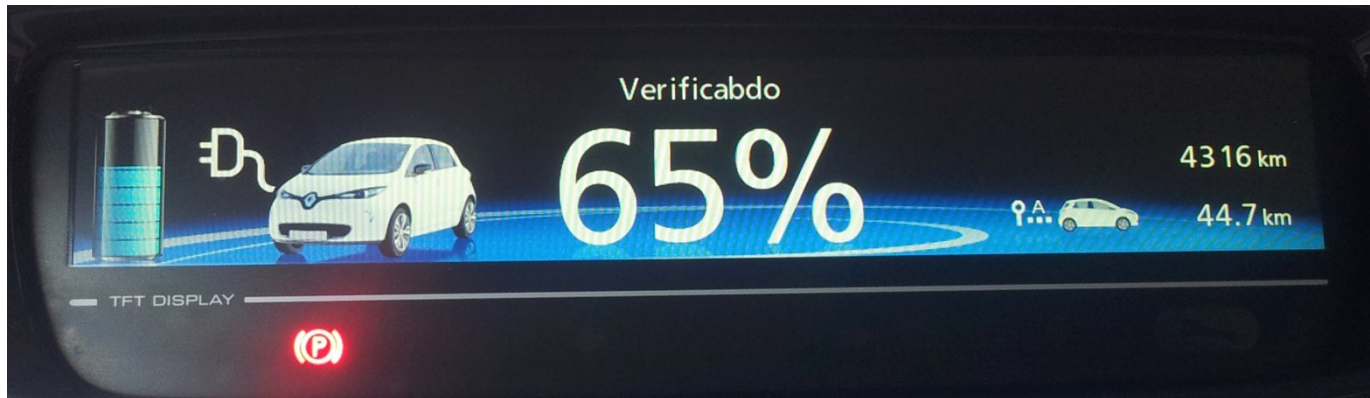 Verificabdo
65%
4316 km
A
44.7 km
TFT DISPLAY
P